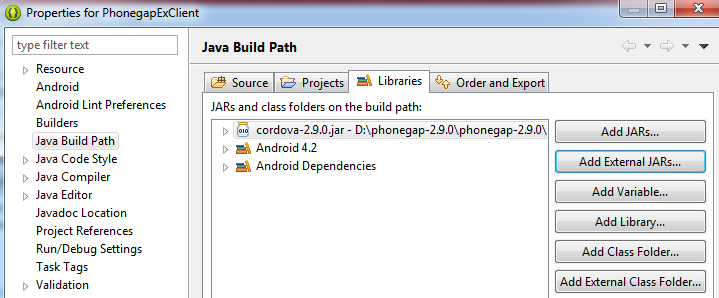 Properties for PhonegapExClient
type filter text
Resource
Android
Android Lint Preferences
Builders
Java Build Path
Java Code Style
Java Compiler
Java Editor
Javadoc Location
Project References
Run/Debug Settings
Task Tags
Validation
Java Build Path
Source Projects Libraries Order and Export
JARs and class folders on the build path:
cordova-2.9.0.jar - D:\phonegap-2.9.0\phonegap-2.9.0\
Android 4.2
Android Dependencies
Add JARs...
Add External JARs...
Add Variable...
Add Library...
Add Class Folder...
Add External Class Folder...